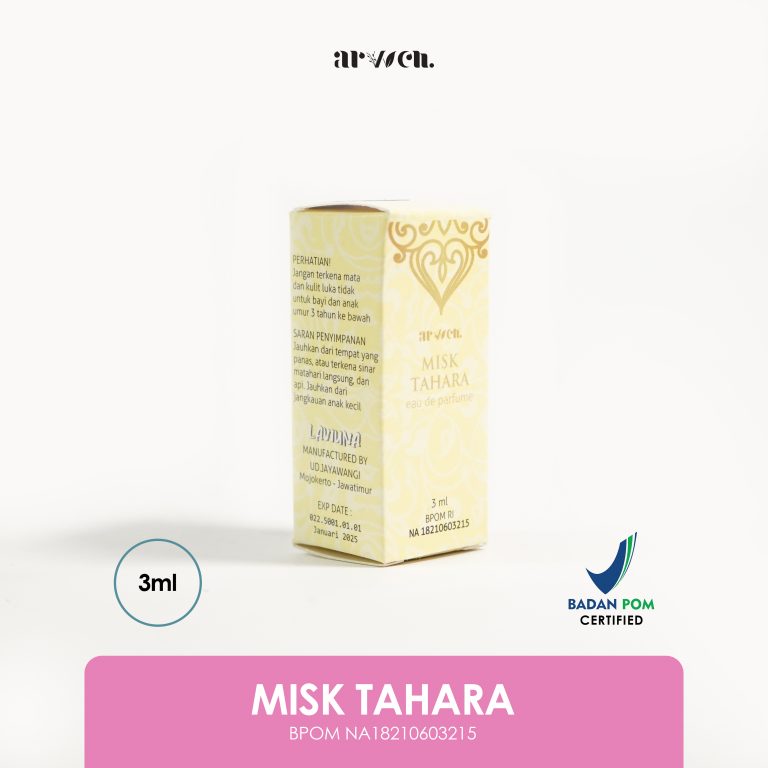 arwen.
PERHATIAN!
Jangan terkena mata
dan kulit luka tidak
untuk bayi dan anak
umur 3 tahun ke bawah
SARAN PENYIMPANAN
Jauhkan dari tempat yang
panas, atau terkena sinar
matahari langsung, dan
api. Jauhkan dari
jangkauan anak kecil
LAVIUNA
MANUFACTURED BY
UD.JAYAWANGI
Mojokerto - Jawatimur
EXP DATE :
022.5001.01.01
Januari 2025
arwen.
MISK
TAHARA
eau de parfume
3 ml
BPOM RI
NA 18210603215
3ml
BADAN POM
CERTIFIED
MISK TAHARA
BPOM NA18210603215